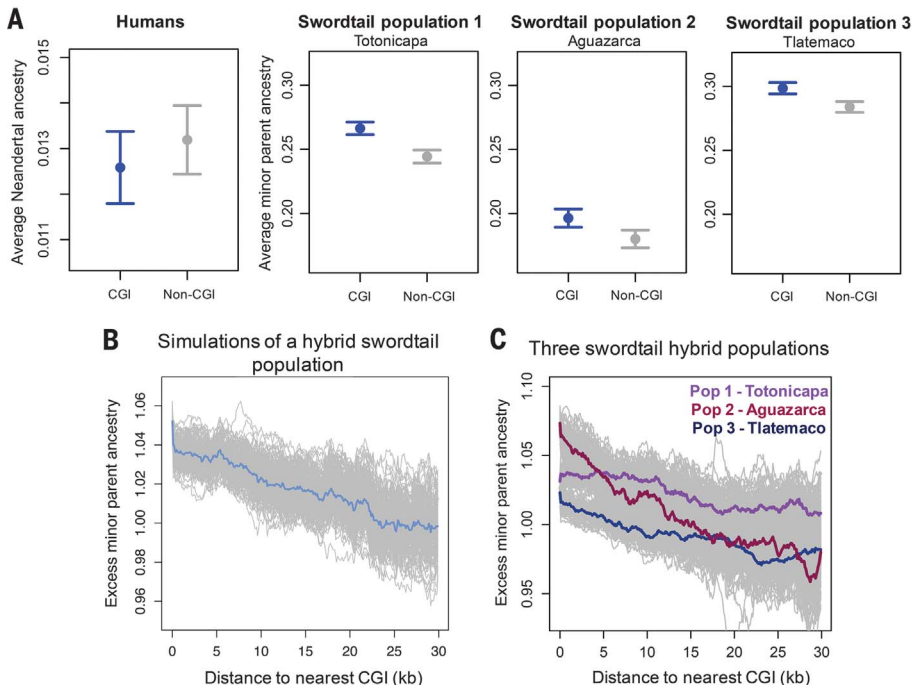 A
Humans
Average Neandertal ancestry
0.015
0.013
0.011
CGI Non-CGI
Swordtail population 1
Totonicapa
Average minor parent ancestry
0.30
0.25
0.20
CGI Non-CGI
Swordtail population 2
Aguazarca
0.30
0.25
0.20
CGI Non-CGI
Swordtail population 3
Tlatemaco
0.30
0.25
0.20
CGI Non-CGI
B
Simulations of a hybrid swordtail
population
Excess minor parent ancestry
1.06
1.04
1.02
1.00
0.98
0.96
0 5 10 15 20 25 30
Distance to nearest CGI (kb)
C
Three swordtail hybrid populations
Pop 1 - Totonicapa
Pop 2 - Aguazarca
Pop 3 - Tlatemaco
Excess minor parent ancestry
1.10
1.05
1.00
0.95
0 5 10 15 20 25 30
Distance to nearest CGI (kb)